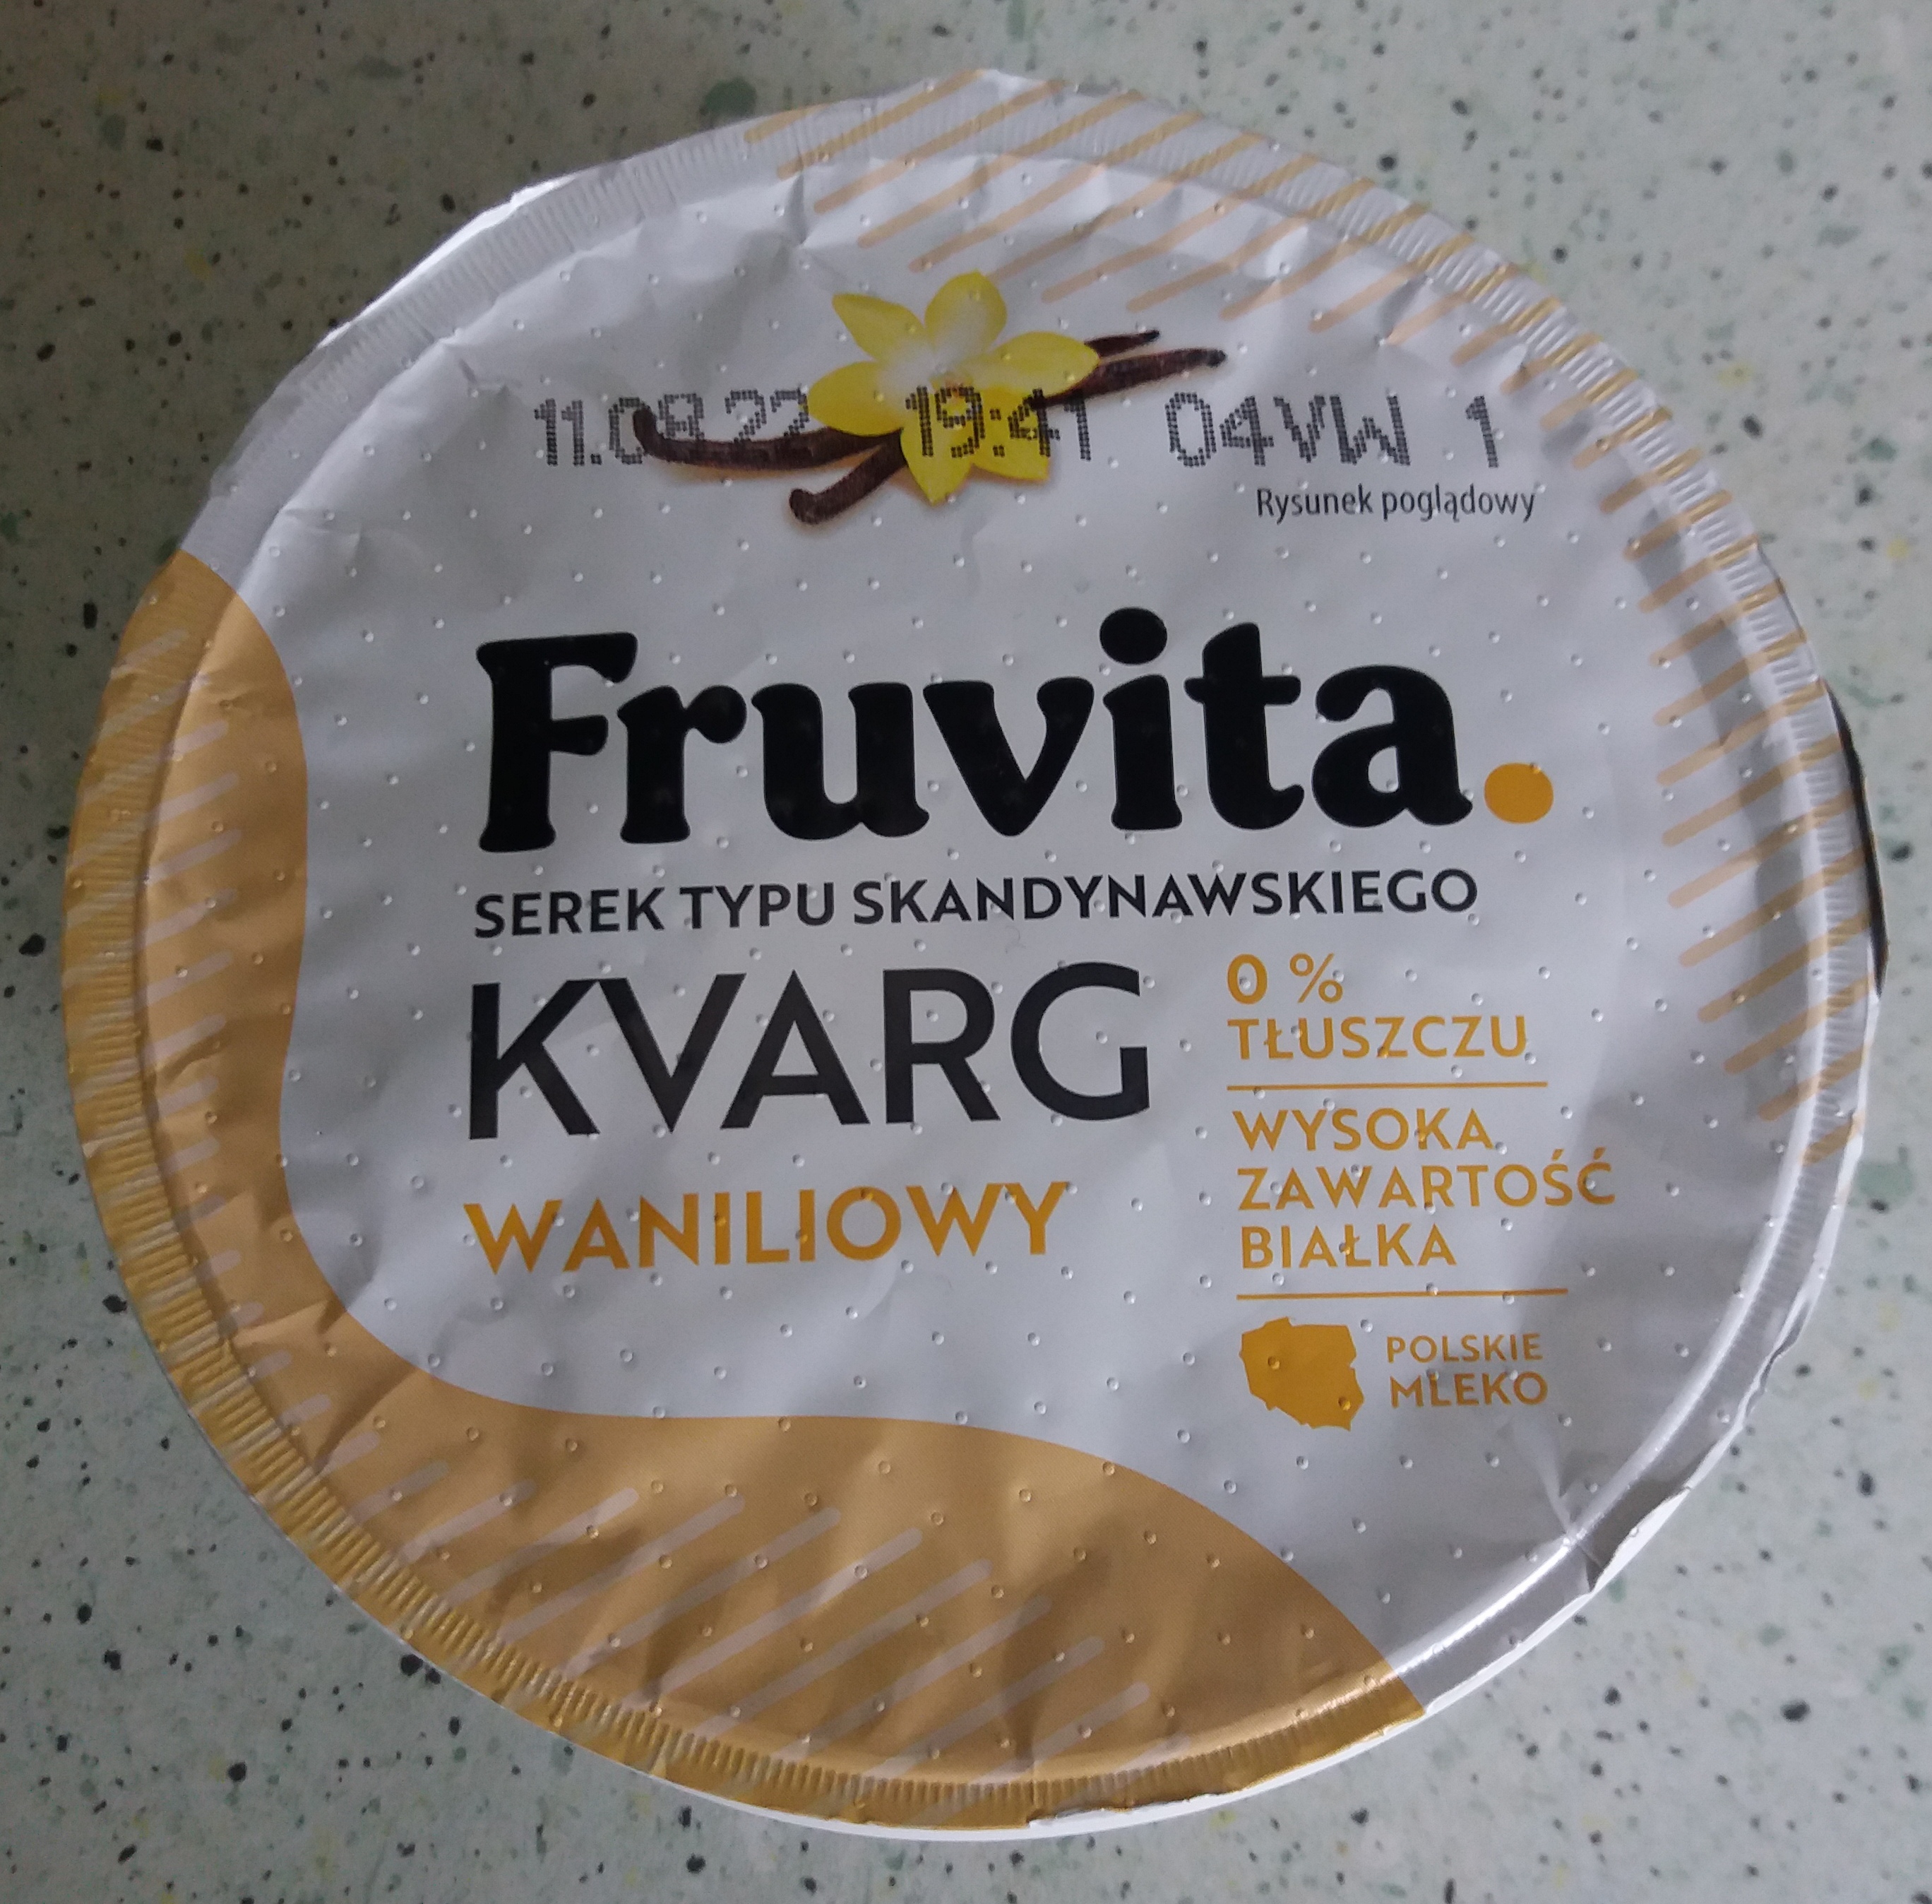 11.08.22 19:41 04VW 1
Rysunek poglądowy
Fruvita.
SEREK TYPU SKANDYNAWSKIEGO
KVARG
WANILIOWY
0 %
TŁUSZCZU
WYSOKA
ZAWARTOŚĆ
BIAŁKA
POLSKIE
MLEKO